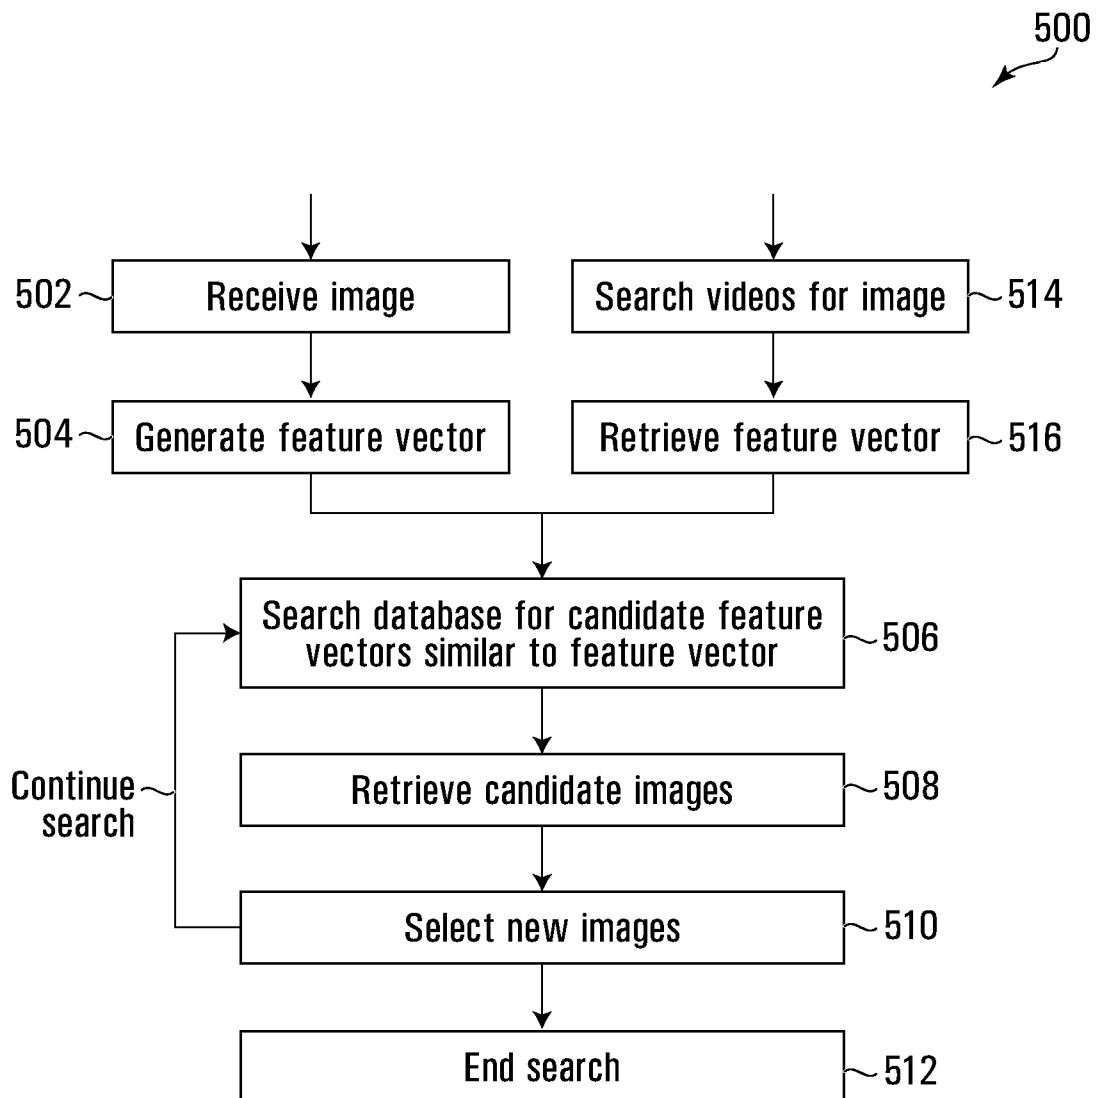 500
502
Receive image
Search videos for image
514
504
Generate feature vector
Retrieve feature vector
516
Search database for candidate feature
vectors similar to feature vector
506
Continue
search
Retrieve candidate images
508
Select new images
510
End search
512